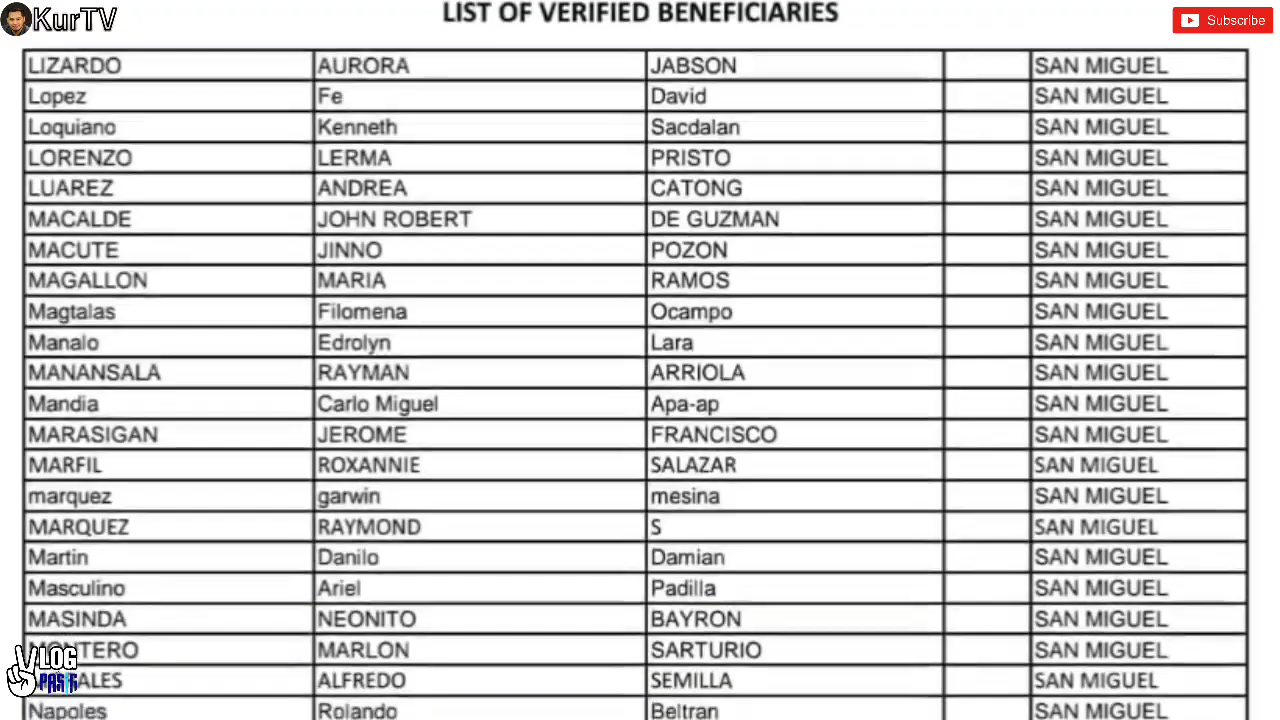 KurTV
LIST OF VERIFIED BENEFICIARIES
Subscribe
LIZARDO AURORA JABSON SAN MIGUEL
Lopez Fe David SAN MIGUEL
Loquiano Kenneth Sacdalan SAN MIGUEL
LORENZO LERMA PRISTO SAN MIGUEL
LUAREZ ANDREA CATONG SAN MIGUEL
MACALDE JOHN ROBERT DE GUZMAN SAN MIGUEL
MACUTE JINNO POZON SAN MIGUEL
MAGALLON MARIA RAMOS SAN MIGUEL
Magtalas Filomena Ocampo SAN MIGUEL
Manalo Edrolyn Lara SAN MIGUEL
MANANSALA RAYMAN ARRIOLA SAN MIGUEL
Mandia Carlo Miguel Apa-ap SAN MIGUEL
MARASIGAN JEROME FRANCISCO SAN MIGUEL
MARFIL ROXANNIE SALAZAR SAN MIGUEL
marquez garwin mesina SAN MIGUEL
MARQUEZ RAYMOND S SAN MIGUEL
Martin Danilo Damian SAN MIGUEL
Masculino Ariel Padilla SAN MIGUEL
MASINDA NEONITO BAYRON SAN MIGUEL
MARLON SARTURIO SAN MIGUEL
ALFREDO SEMILLA SAN MIGUEL
Napoles Rolando Beltran SAN MIGUEL
VLOG